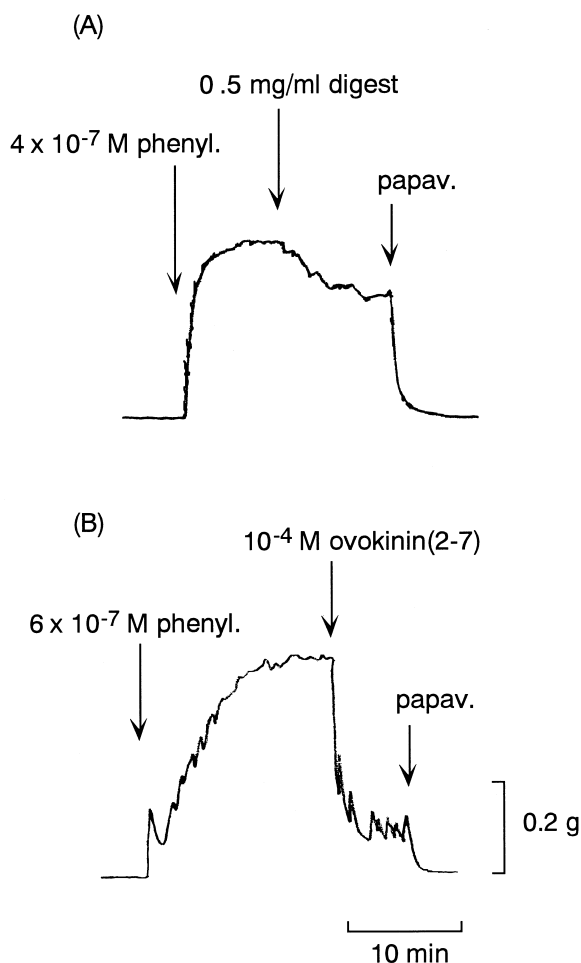 (A)
0 .5 mg/ml digest
4 x 10-7 M phenyl.
papav.
(B)
10-4 M ovokinin(2-7)
6 x 10-7 M phenyl.
papav.
0.2 g
10 min